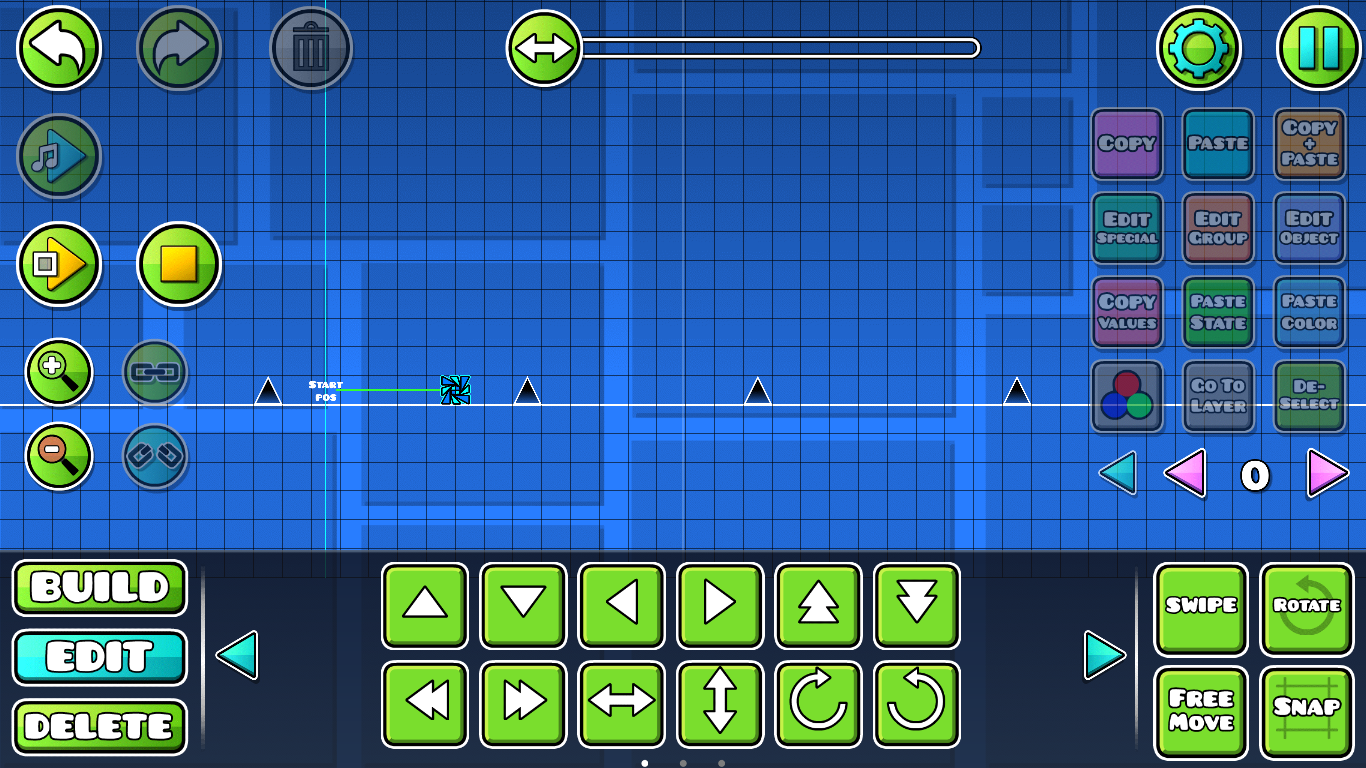 COPY
PASTE
COPY
+
PASTE
EDIT
SPECIAL
EDIT
GROUP
EDIT
OBJECT
COPY
VALUES
PASTE
STATE
PASTE
COLOR
START
POS
GO TO
LAYER
DE-
SELECT
0
BUILD
EDIT
DELETE
SWIPE
ROTATE
FREE
MOVE
SNAP